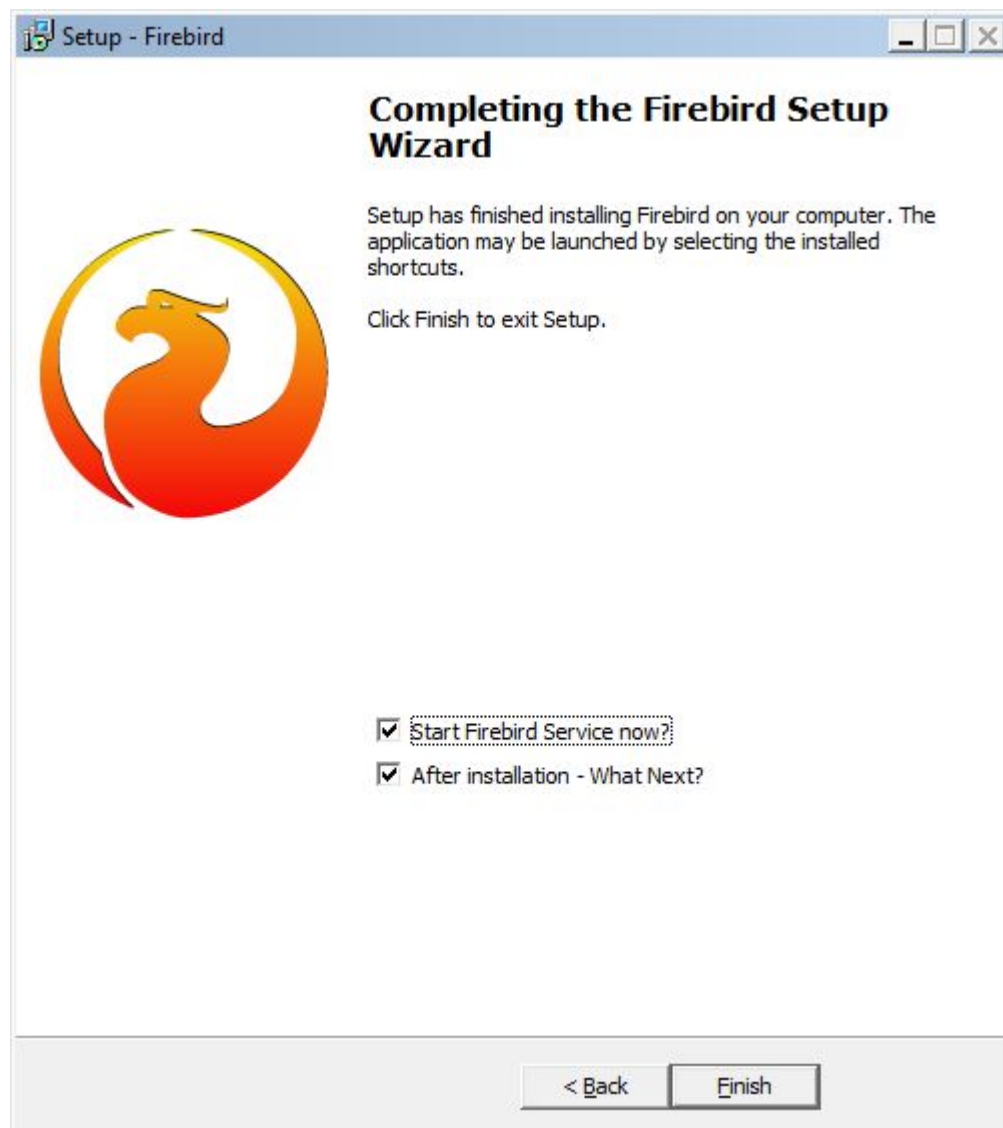 Setup - Firebird
Completing the Firebird Setup
Wizard
Setup has finished installing Firebird on your computer. The
application may be launched by selecting the installed
shortcuts.
Click Finish to exit Setup.
Start Firebird Service now?
After installation - What Next?
< Back
Finish